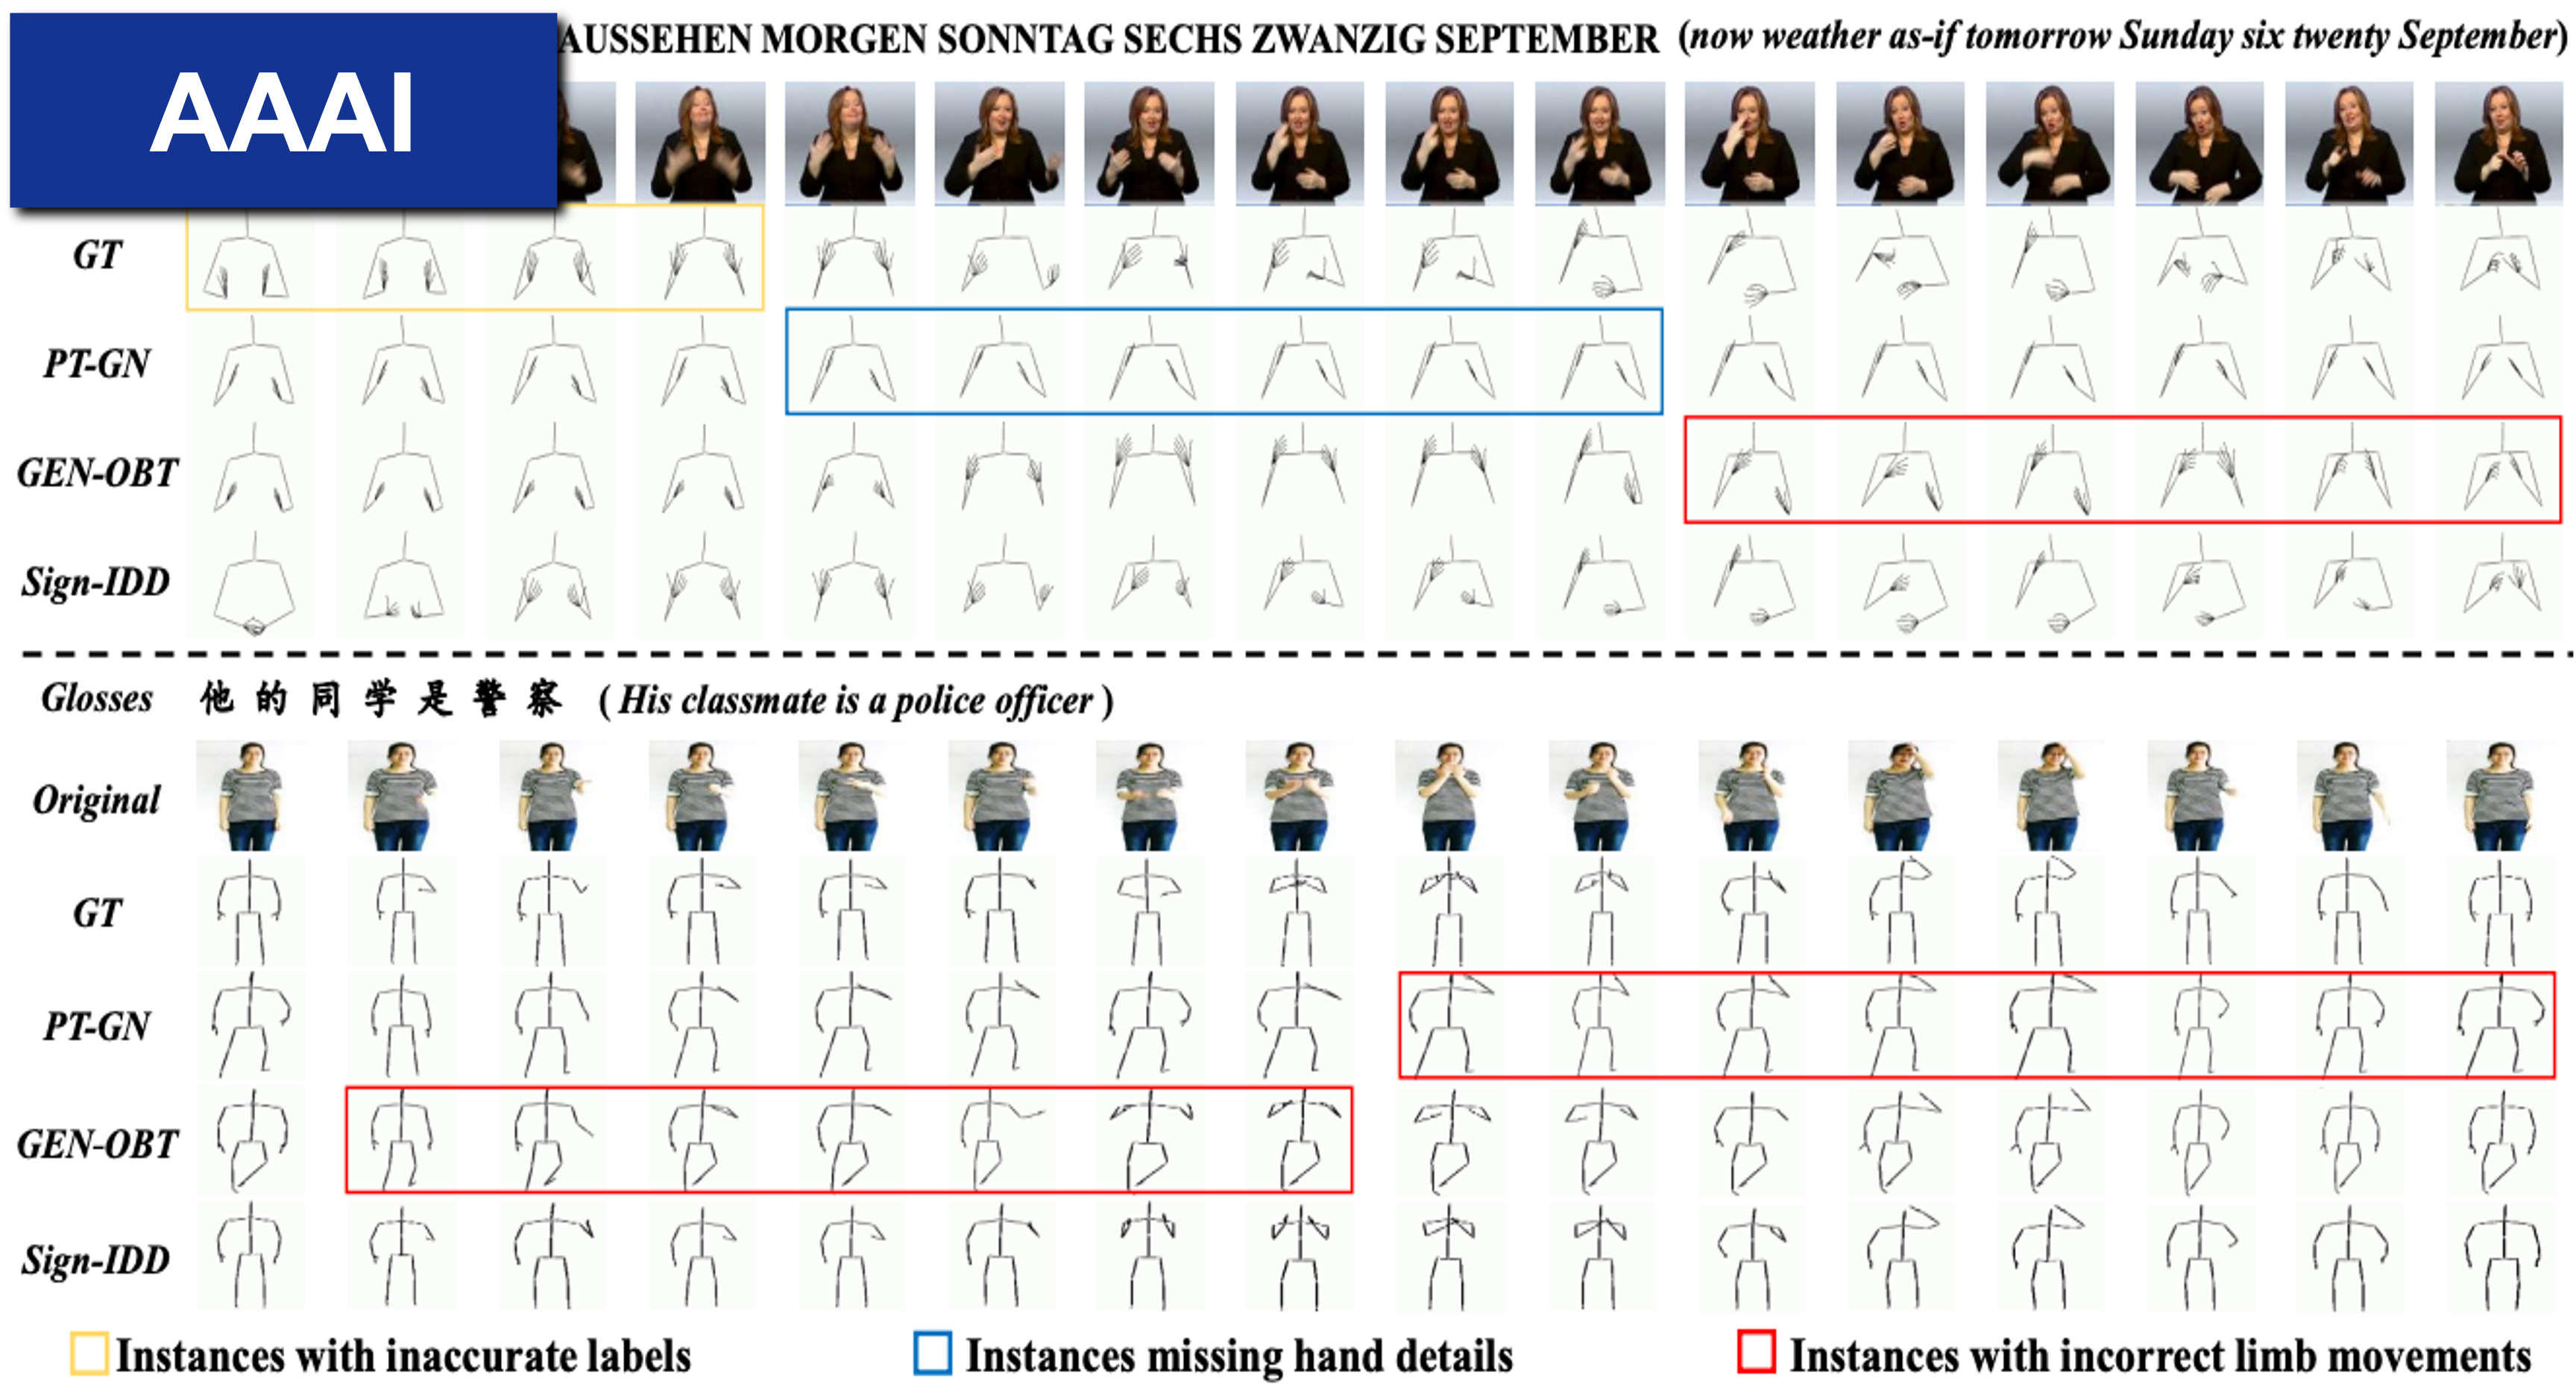 AAAI
AUSSEHEN MORGEN SONNTAG SECHS ZWANZIG SEPTEMBER (now weather as-if tomorrow Sunday six twenty September)
GT
PT-GN
GEN-OBT
Sign-IDD
Glosses 他的同学是警察 ( His classmate is a police officer )
Original
GT
PT-GN
GEN-OBT
Sign-IDD
Instances with inaccurate labels Instances missing hand details Instances with incorrect limb movements